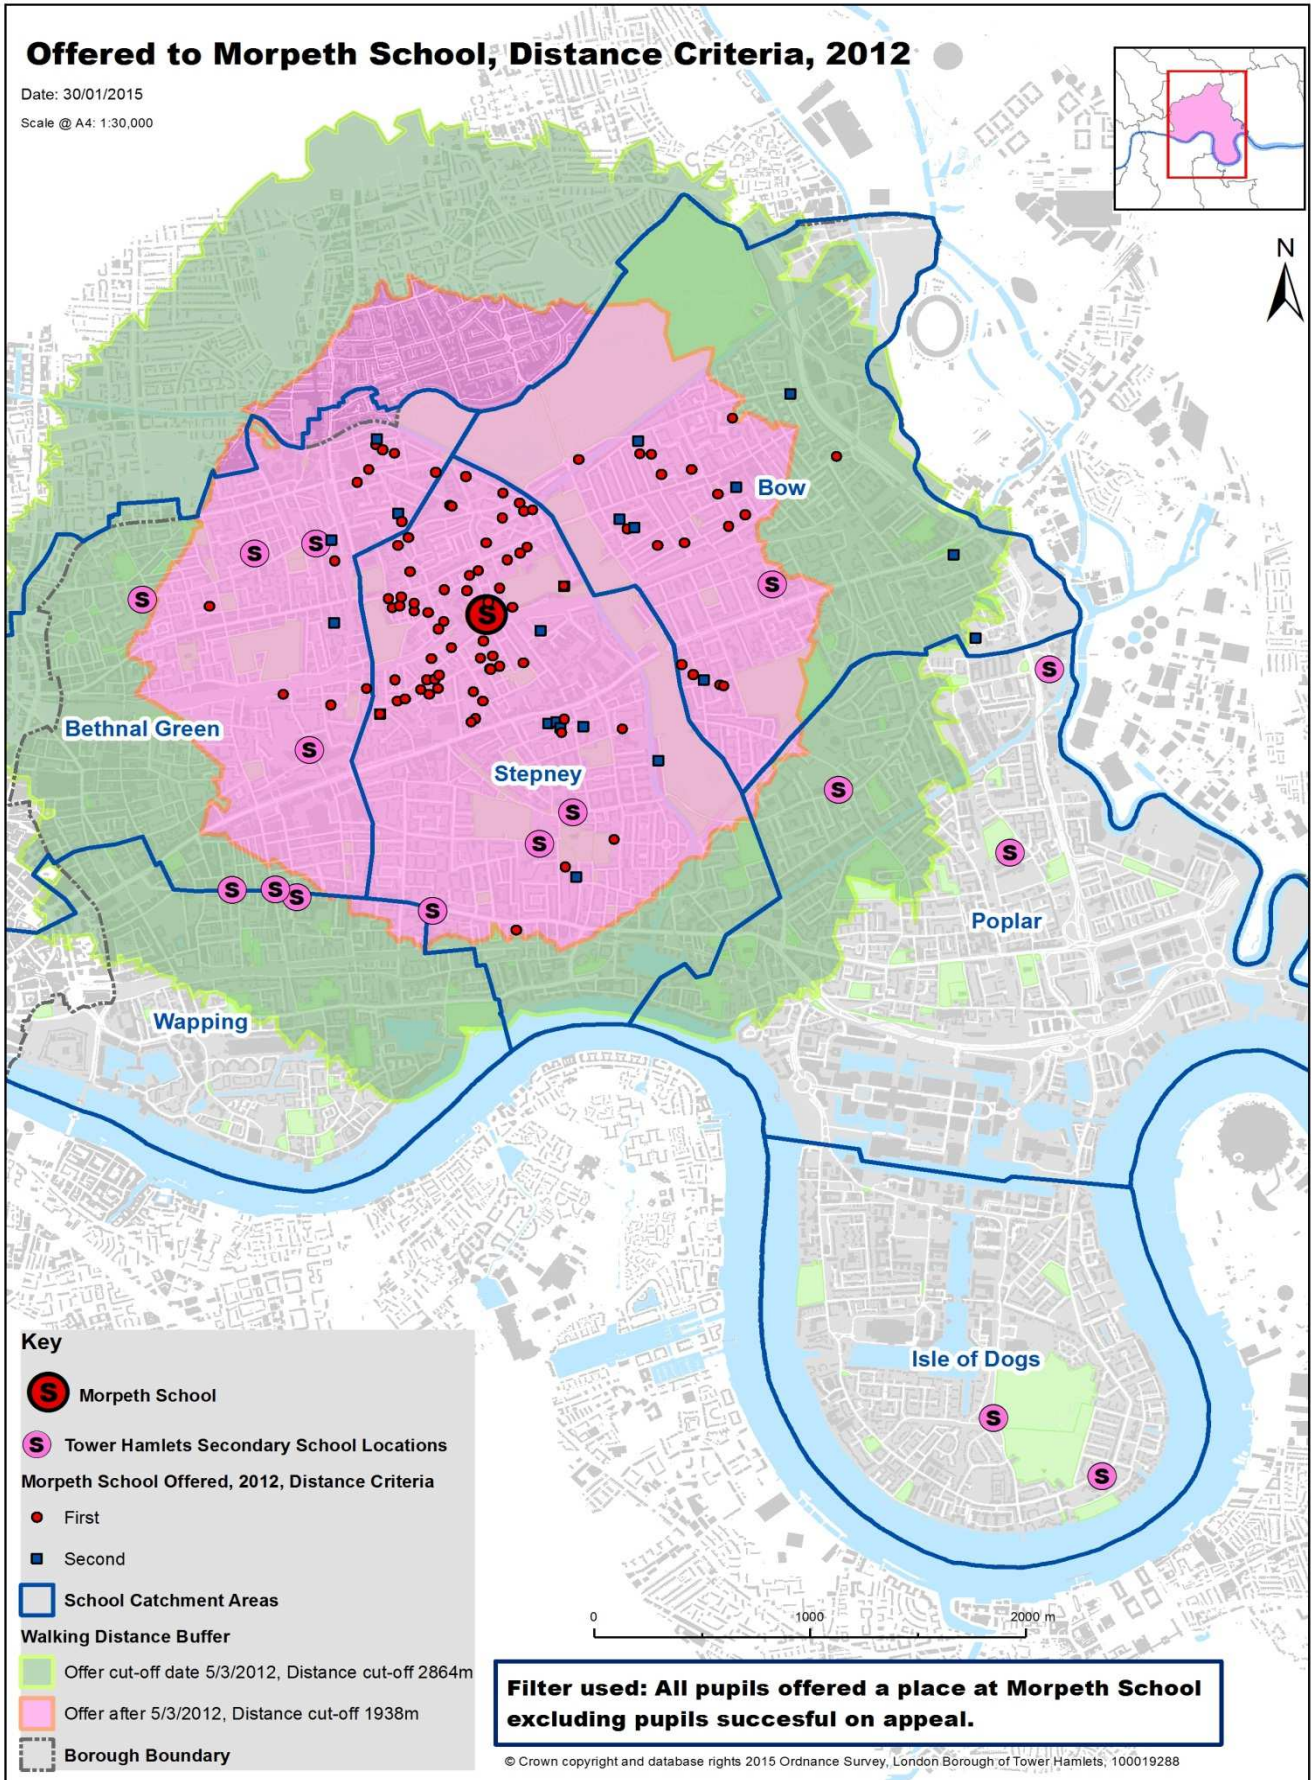 Offered to Morpeth School, Distance Criteria, 2012
Date: 30/01/2015
Scale @ A4: 1:30,000
N
S
S
S
S
Bow
S
S
S
Bethnal Green
S
Stepney
S
S
S
S
S
S
S
S
Poplar
Wapping
Isle of Dogs
S
S
Key
S Morpeth School
S Tower Hamlets Secondary School Locations
Morpeth School Offered, 2012, Distance Criteria
First
Second
School Catchment Areas
Walking Distance Buffer
Offer cut-off date 5/3/2012, Distance cut-off 2864m
Offer after 5/3/2012, Distance cut-off 1938m
Borough Boundary
0 1000 2000 m
Filter used: All pupils offered a place at Morpeth School
excluding pupils succesful on appeal.
© Crown copyright and database rights 2015 Ordnance Survey, London Borough of Tower Hamlets, 100019288